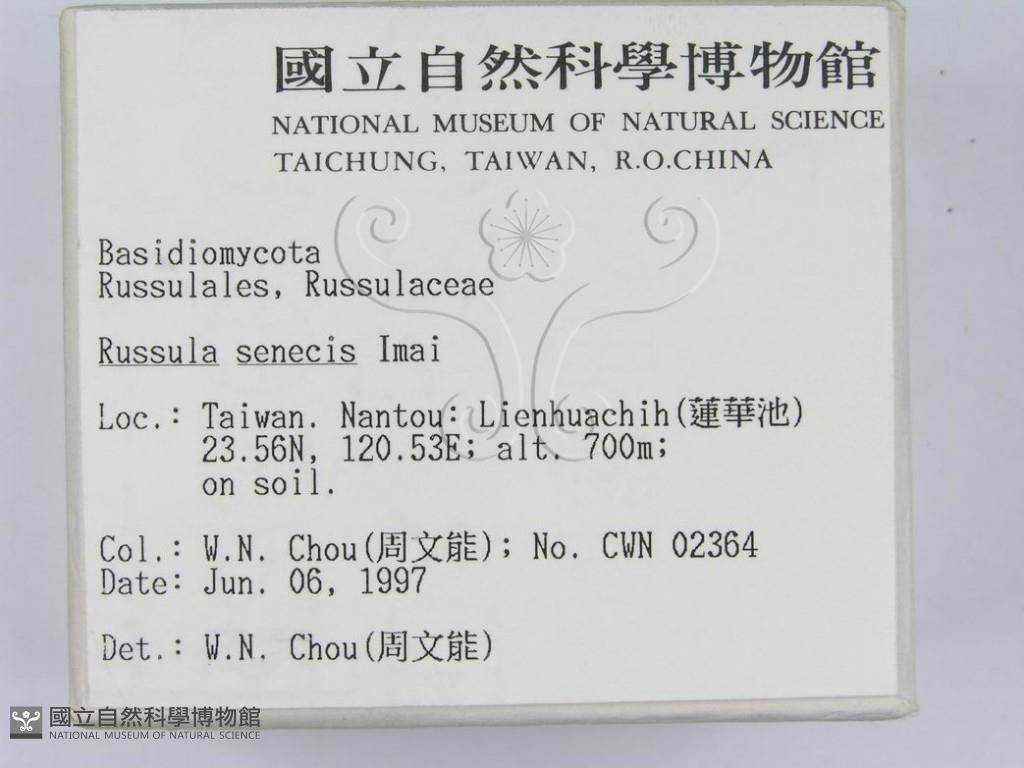 國立自然科學博物館
NATIONAL MUSEUM OF NATURAL SCIENCE
TAICHUNG, TAIWAN, R.O.CHINA
Basidiomycota
Russulales, Russulaceae
Russula senecis Imai
Loc.: Taiwan. Nantou: Lienhuachih(蓮華池)
23.56N, 120.53E; alt. 700m;
on soil.
Col.: W.N. Chou(周文能); No. CWN 02364
Date: Jun. 06, 1997
Det.: W.N. Chou(周文能)
國立自然科學博物館
NATIONAL MUSEUM OF NATURAL SCIENCE